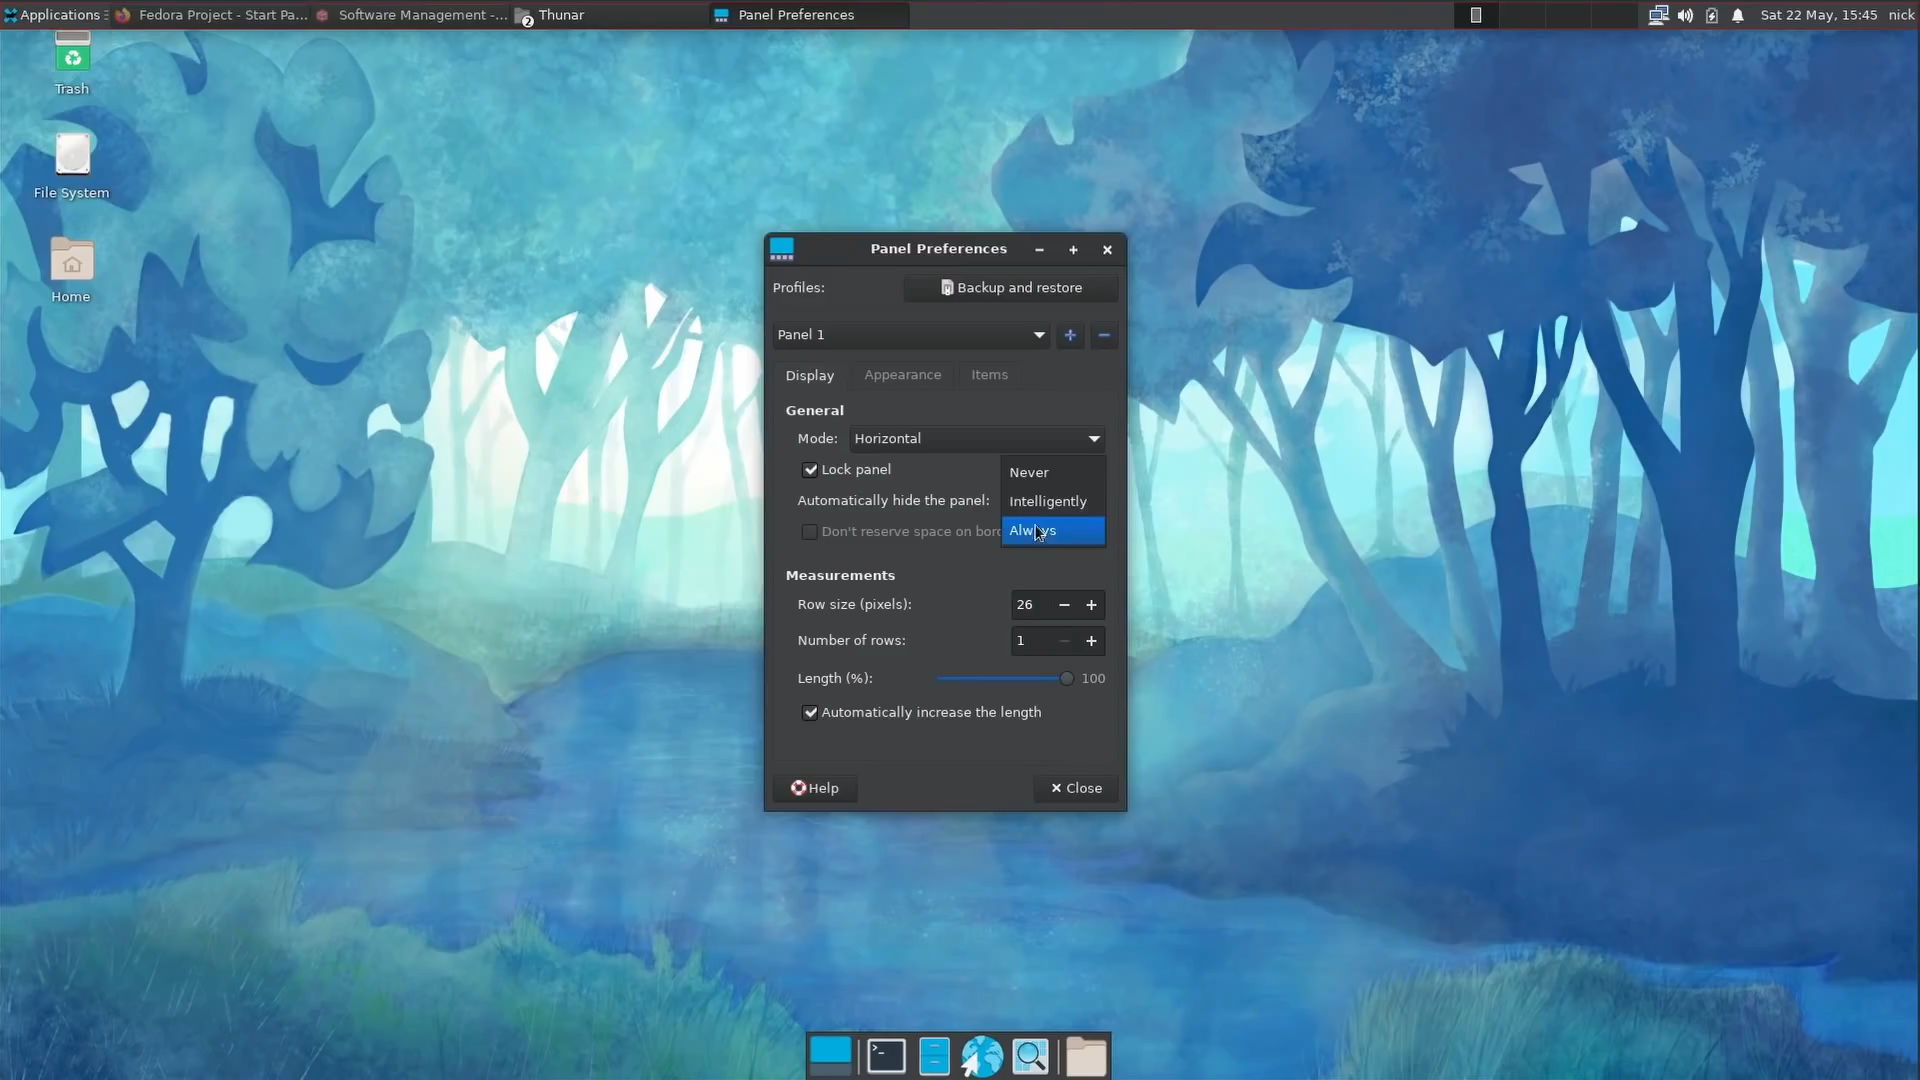 Applications Fedora Project - Start Pa... Software Management -... 2 Thunar Panel Preferences Sat 22 May, 15:45 nick
Trash
File System
Home
Panel Preferences
Profiles: Backup and restore
Panel 1
Display Appearance Items
General
Mode: Horizontal
Lock panel
Never
Automatically hide the panel: Intelligently
Don't reserve space on bord Always
Measurements
Row size (pixels): 26
Number of rows: 1
Length (%): 100
Automatically increase the length
Help Close